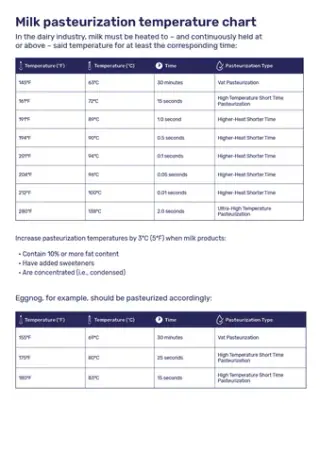 Milk pasteurization temperature chart
In the dairy industry, milk must be heated to – and continuously held at
or above – said temperature for at least the corresponding time:
Temperature (°F) Temperature (°C) Time Pasteurization Type
145°F 63°C 30 minutes Vat Pasteurization
161°F 72°C 15 seconds High Temperature Short Time
Pasteurization
191°F 89°C 1.0 second Higher-Heat Shorter Time
194°F 90°C 0.5 seconds Higher-Heat Shorter Time
201°F 94°C 0.1 seconds Higher-Heat Shorter Time
204°F 96°C 0.05 seconds Higher-Heat Shorter Time
212°F 100°C 0.01 seconds Higher-Heat Shorter Time
280°F 138°C 2.0 seconds Ultra-High Temperature
Pasteurization
Increase pasteurization temperatures by 3°C (5°F) when milk products:
• Contain 10% or more fat content
• Have added sweeteners
• Are concentrated (i.e., condensed)
Eggnog, for example, should be pasteurized accordingly:
Temperature (°F) Temperature (°C) Time Pasteurization Type
155°F 69°C 30 minutes Vat Pasteurization
175°F 80°C 25 seconds High Temperature Short Time
Pasteurization
180°F 83°C 15 seconds High Temperature Short Time
Pasteurization